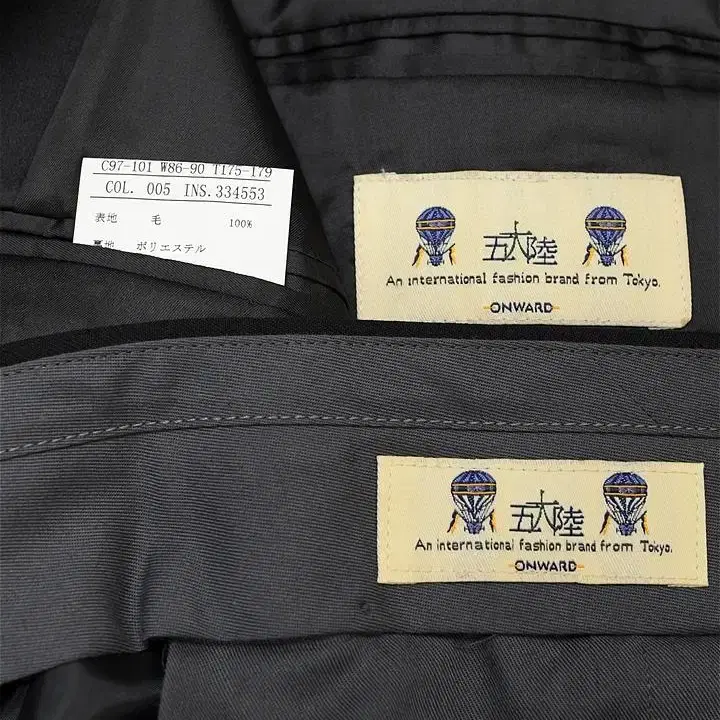 C97-101 W86-90 T175-179
COL. 005 INS.334553
表地 毛 100%
裏地 ポリエステル
五大陸
An international fashion brand from Tokyo.
ONWARD
五大陸
An international fashion brand from Tokyo.
ONWARD